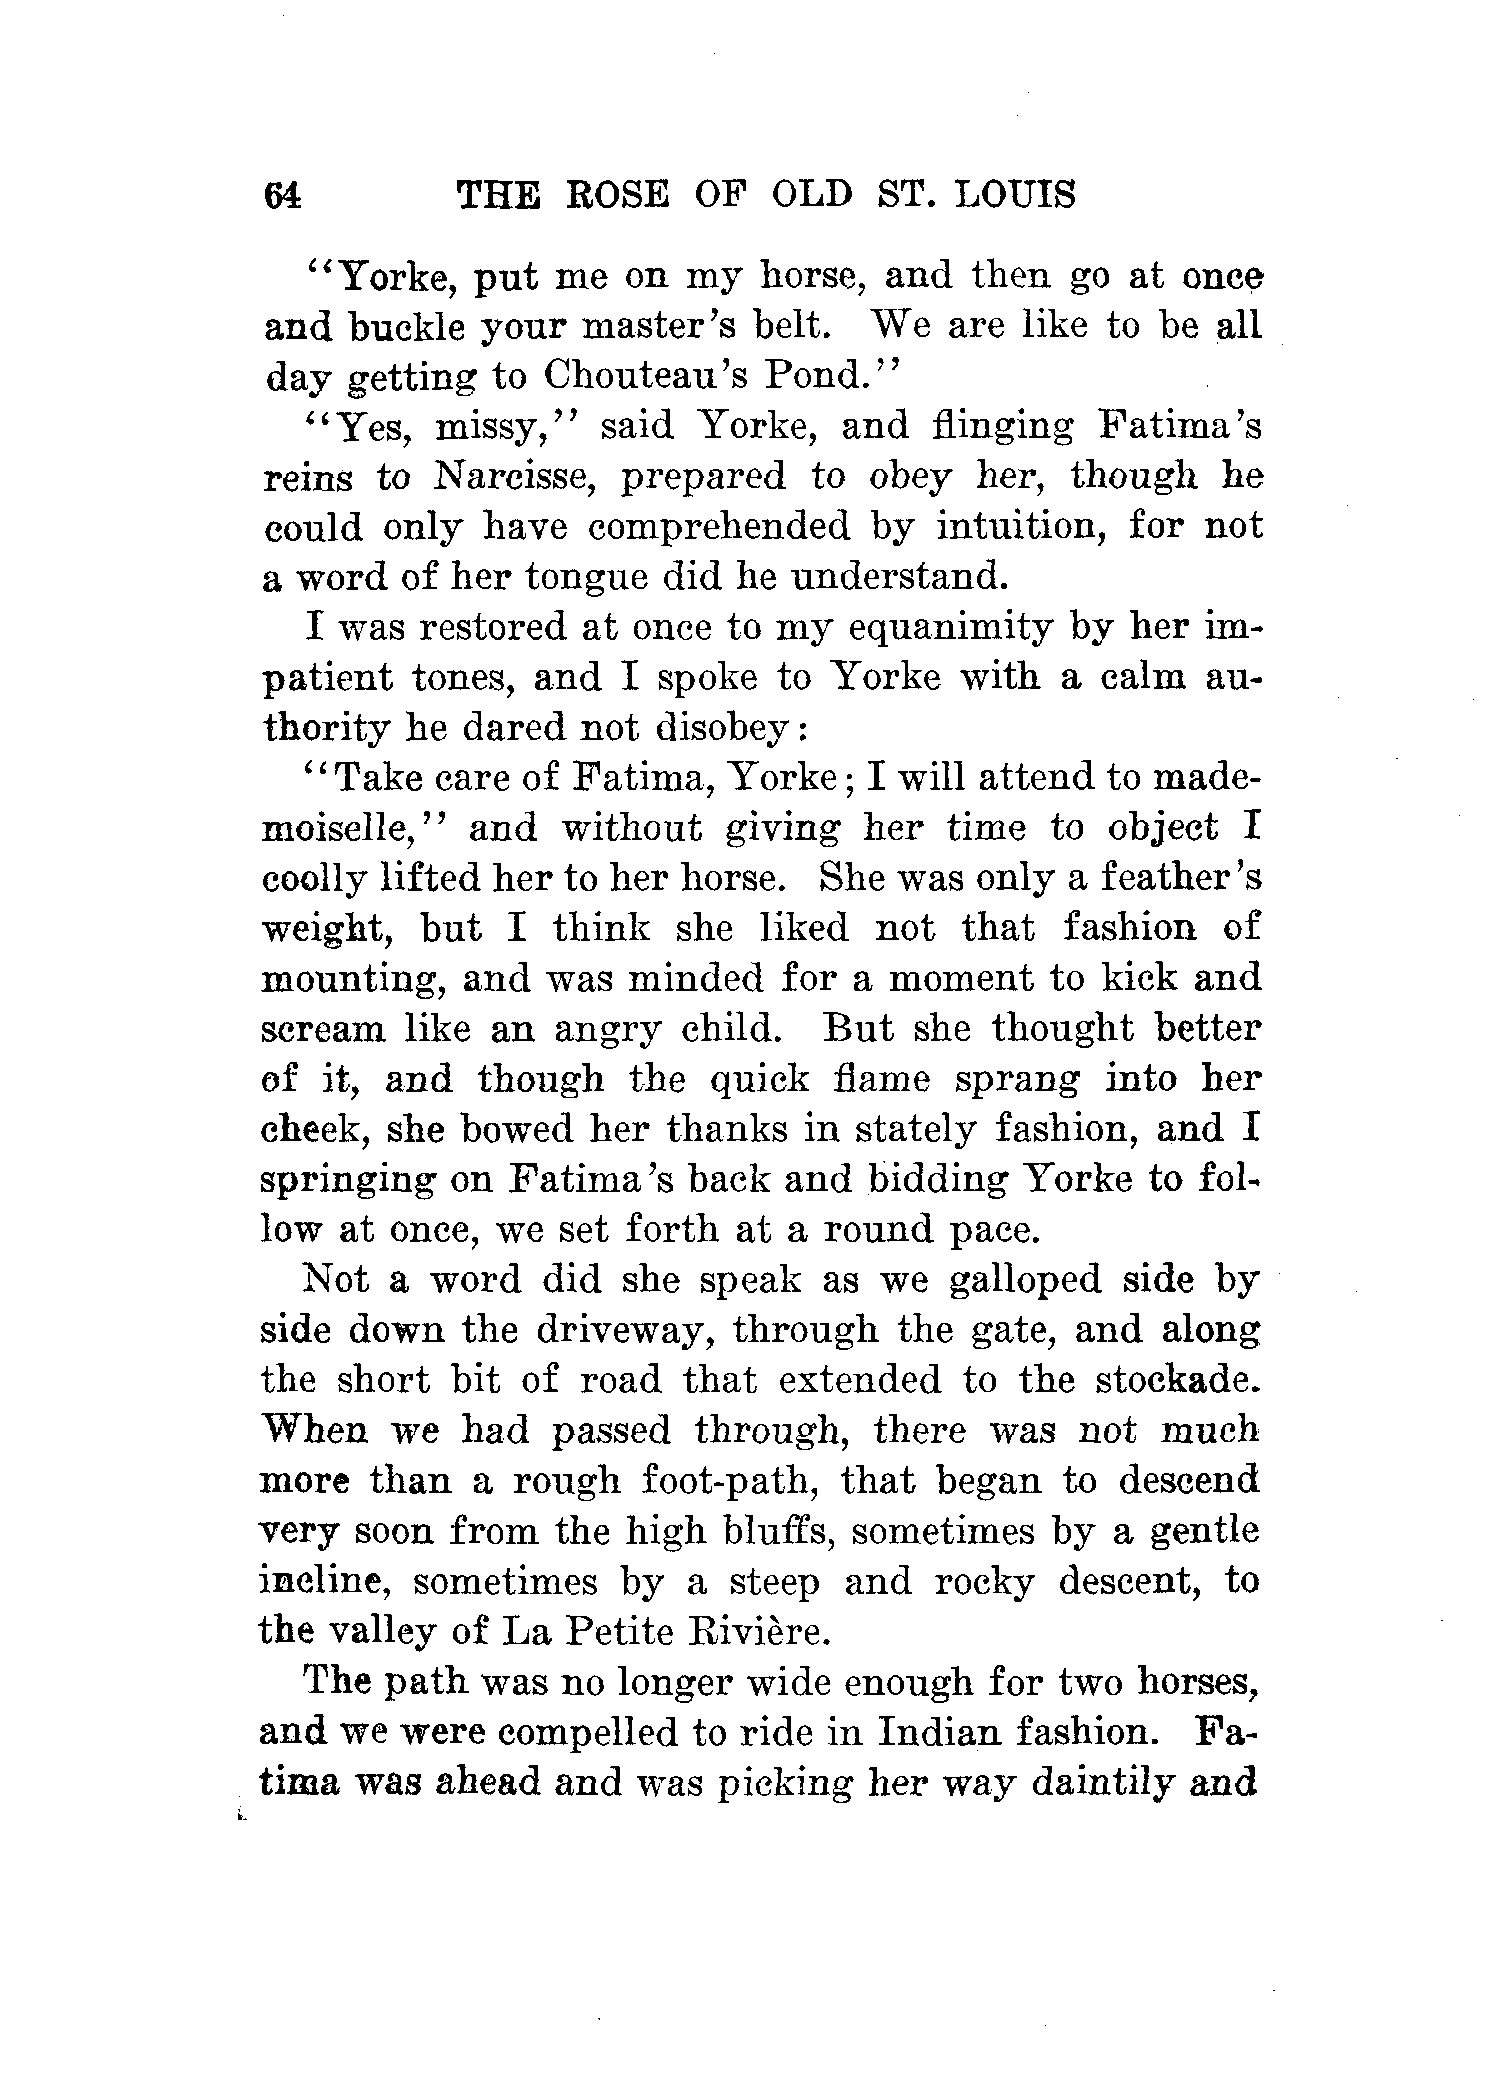 64 THE ROSE OF OLD ST. LOUIS
"Yorke, put me on my horse, and then go at once
and buckle your master's belt. We are like to be all
day getting to Chouteau's Pond."
"Yes, missy," said Yorke, and flinging Fatima's
reins to Narcisse, prepared to obey her, though he
could only have comprehended by intuition, for not
a word of her tongue did he understand.
I was restored at once to my equanimity by her im-
patient tones, and I spoke to Yorke with a calm au-
thority he dared not disobey:
"Take care of Fatima, Yorke; I will attend to made-
moiselle," and without giving her time to object I
coolly lifted her to her horse. She was only a feather's
weight, but I think she liked not that fashion of
mounting, and was minded for a moment to kick and
scream like an angry child. But she thought better
of it, and though the quick flame sprang into her
cheek, she bowed her thanks in stately fashion, and I
springing on Fatima's back and bidding Yorke to fol-
low at once, we set forth at a round pace.
Not a word did she speak as we galloped side by
side down the driveway, through the gate, and along
the short bit of road that extended to the stockade.
When we had passed through, there was not much
more than a rough foot-path, that began to descend
very soon from the high bluffs, sometimes by a gentle
incline, sometimes by a steep and rocky descent, to
the valley of La Petite Rivière.
The path was no longer wide enough for two horses,
and we were compelled to ride in Indian fashion. Fa-
tima was ahead and was picking her way daintily and